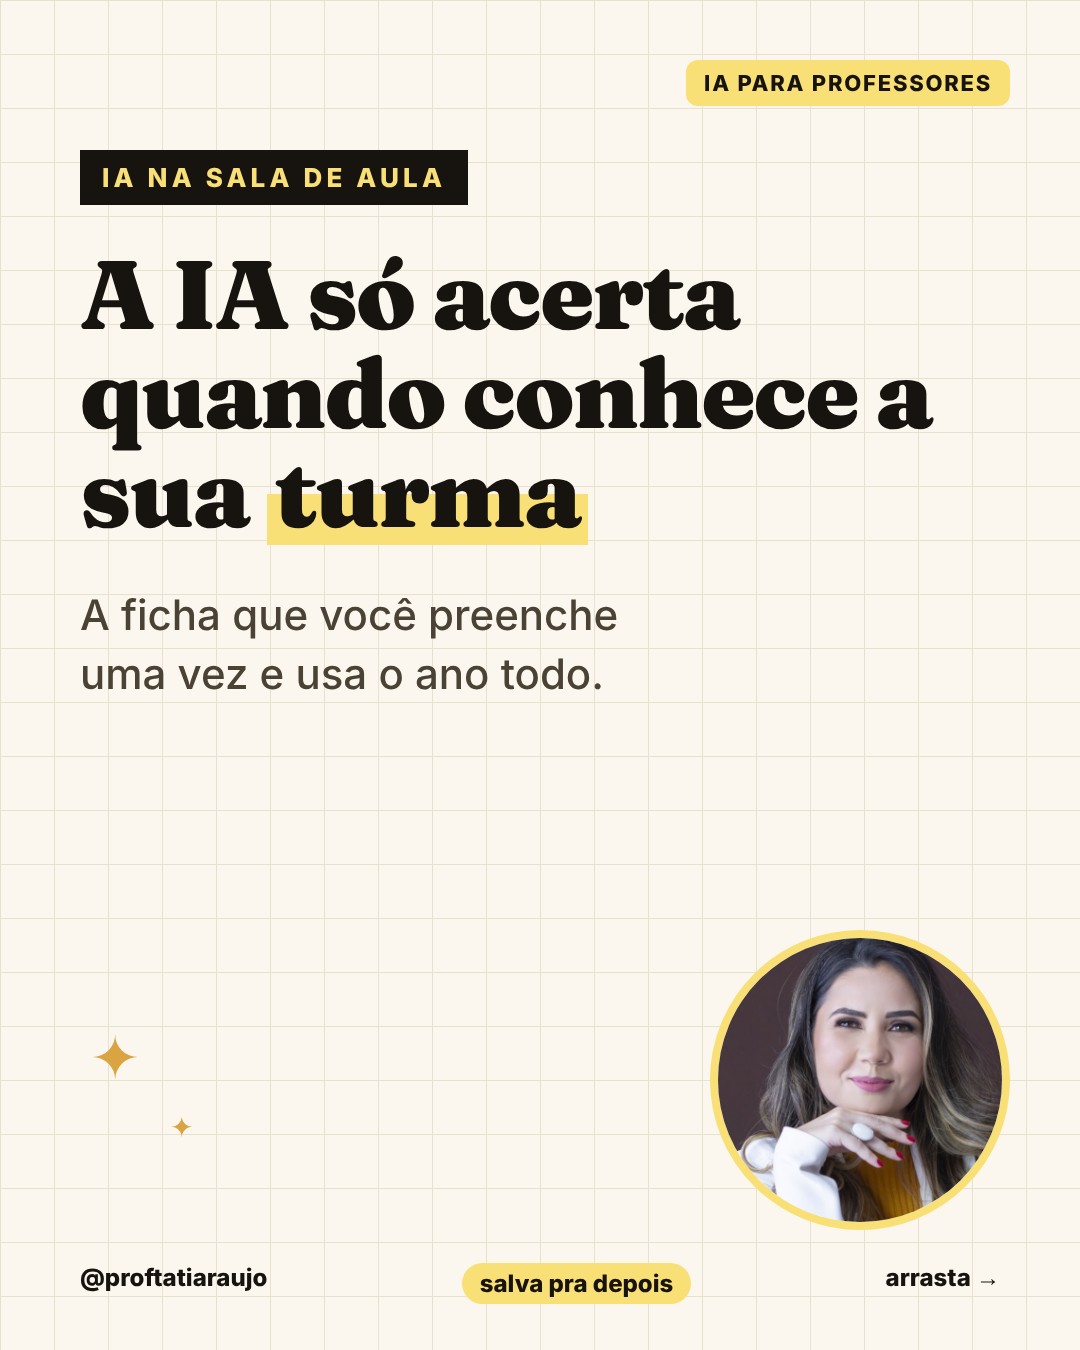 IA PARA PROFESSORES
IA NA SALA DE AULA
A IA só acerta
quando conhece a
sua turma
A ficha que você preenche
uma vez e usa o ano todo.
@proftatiaraujo
salva pra depois
arrasta →